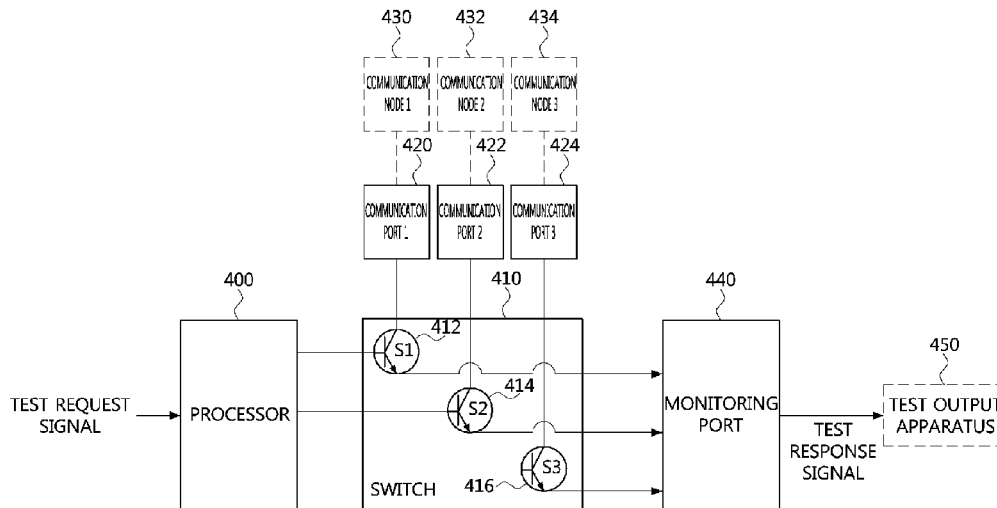 430
432
434
COMMUNICATION
NODE 1
COMMUNICATION
NODE 2
COMMUNICATION
NODE 3
420
422
424
COMMUNICATION
PORT 1
COMMUNICATION
PORT 2
COMMUNICATION
PORT 3
400
410
440
450
412
S1
414
S2
416
S3
TEST REQUEST
SIGNAL
PROCESSOR
SWITCH
MONITORING
PORT
TEST
RESPONSE
SIGNAL
TEST OUTPUT
APPARATUS